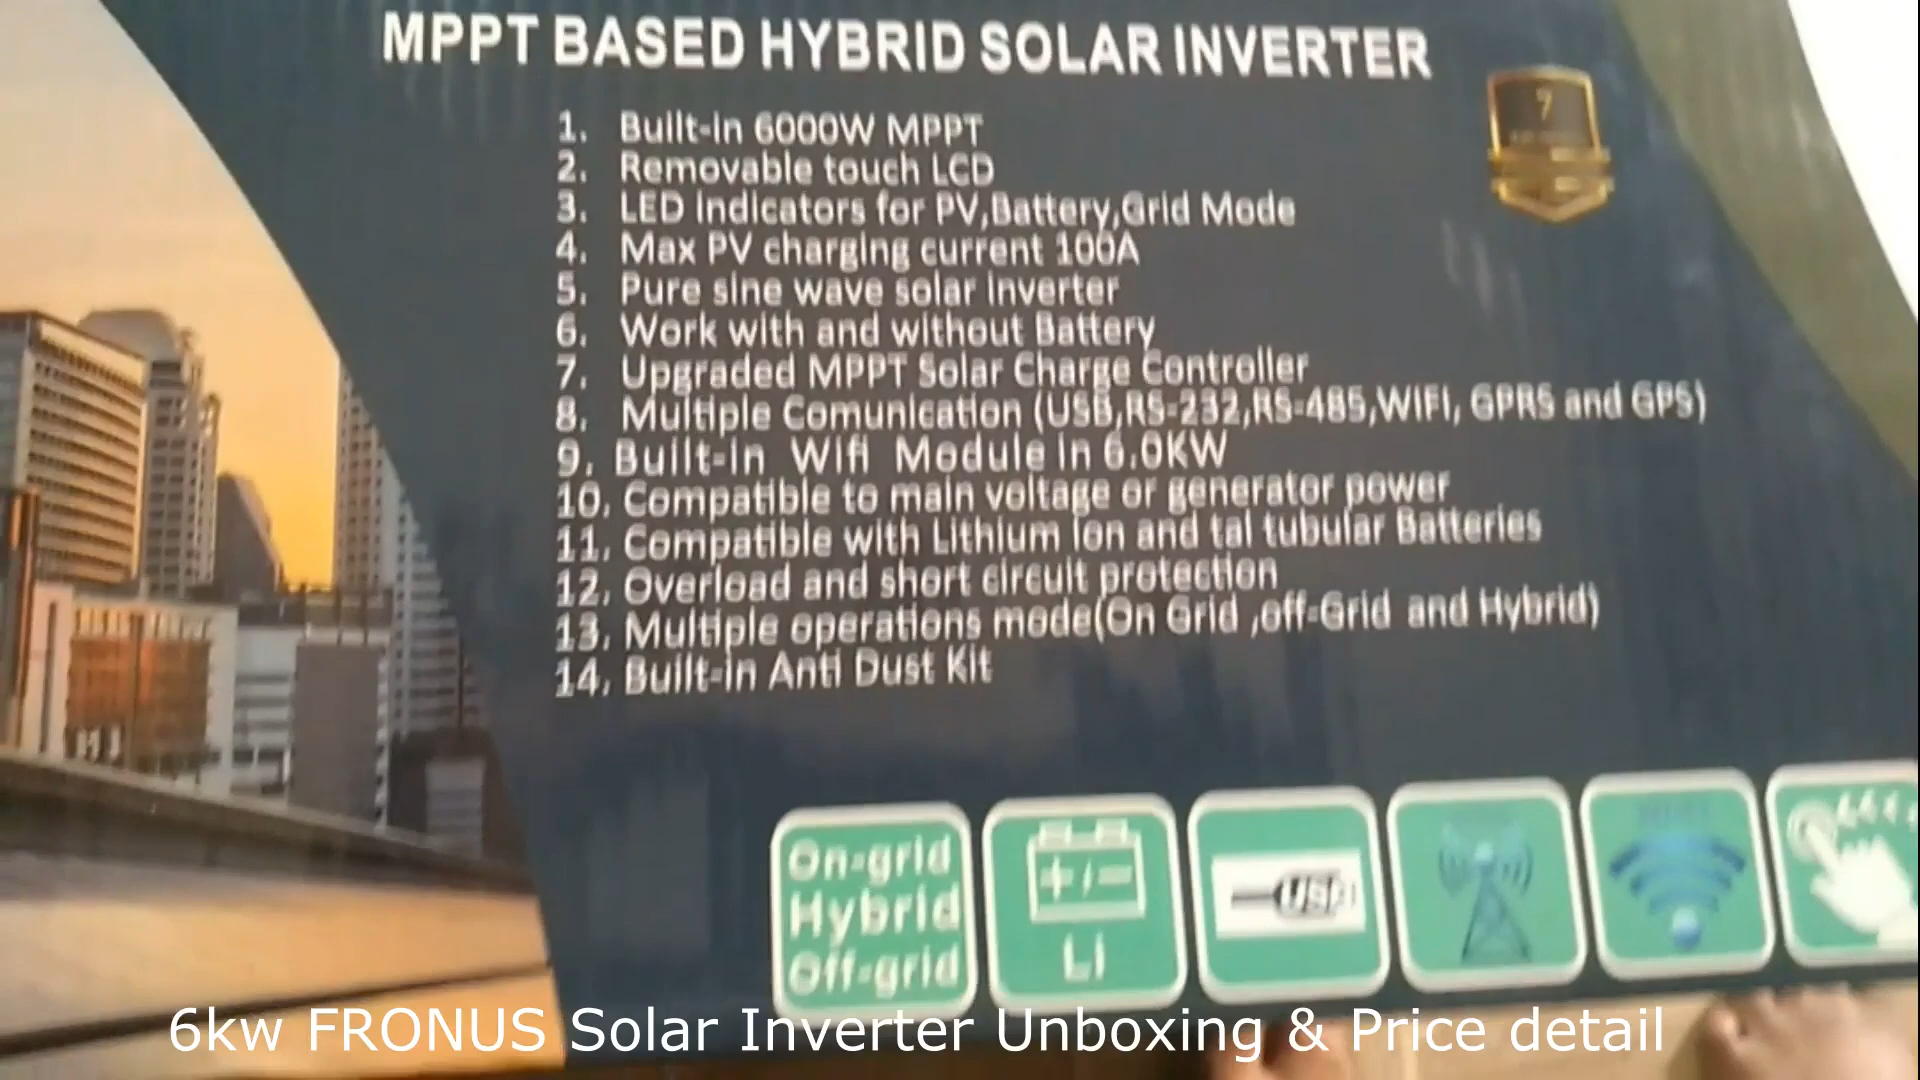 MPPT BASED HYBRID SOLAR INVERTER
1. Built-in 6000W MPPT
2. Removable touch LCD
3. LED Indicators for PV,Battery,Grid Mode
4. Max PV charging current 100A
5. Pure sine wave solar inverter
6. Work with and without Battery
7. Upgraded MPPT Solar Charge Controller
8. Multiple Comunication (USB,RS-232,RS-485,WIFI, GPRS and GPS)
9. Built-in Wifi Module in 6.0KW
10. Compatible to main voltage or generator power
11. Compatible with Lithium Ion and tal tubular Batteries
12. Overload and short circuit protection
13. Multiple operations mode(On Grid ,off-Grid and Hybrid)
14. Built-in Anti Dust Kit
On-grid
Hybrid
Off-grid
+/-
Li
USB
6kw FRONUS Solar Inverter Unboxing & Price detail